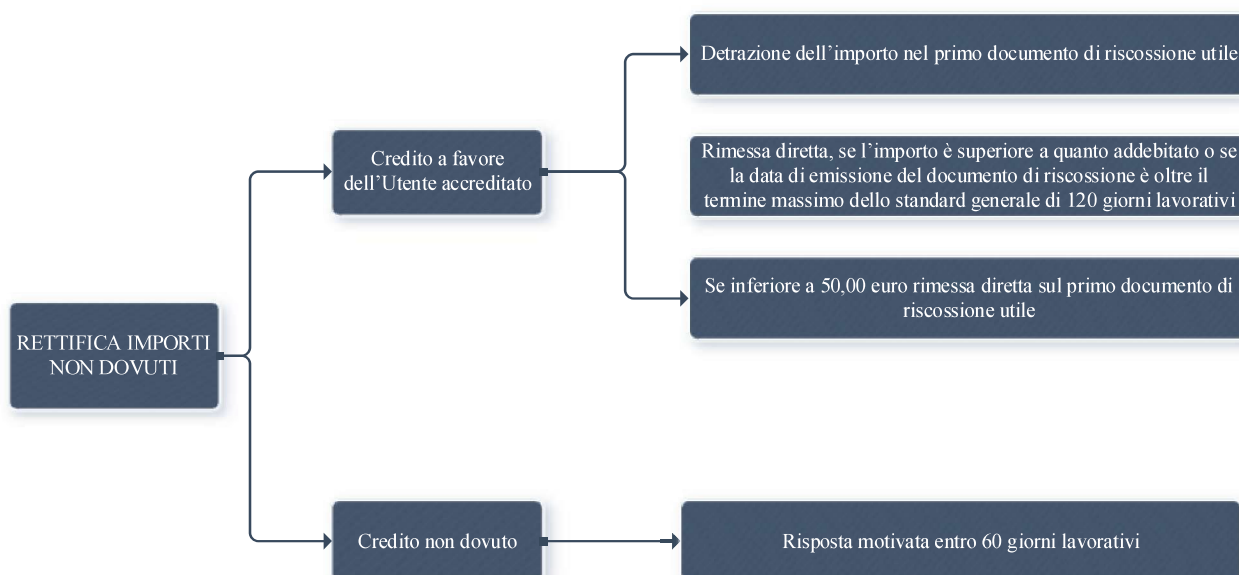 Detrazione dell'importo nel primo documento di riscossione utile
Credito a favore
dell'Utente accreditato
Rimessa diretta, se l'importo è superiore a quanto addebitato o se
la data di emissione del documento di riscossione è oltre il
termine massimo dello standard generale di 120 giorni lavorativi
Se inferiore a 50,00 euro rimessa diretta sul primo documento di
riscossione utile
RETTIFICA IMPORTI
NON DOVUTI
Credito non dovuto
Risposta motivata entro 60 giorni lavorativi